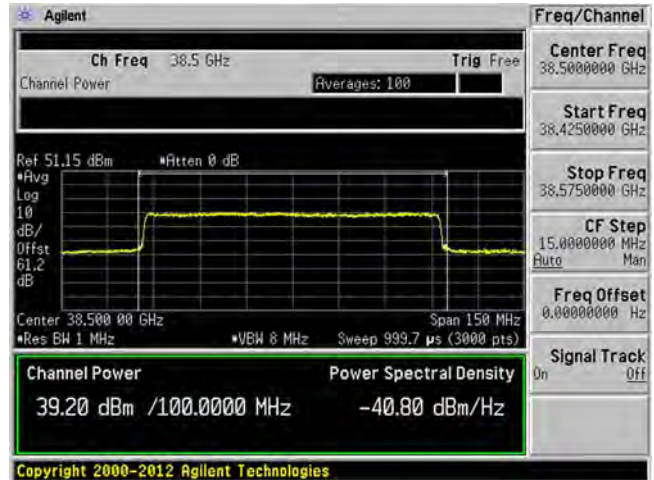 Agilent
Ch Freq 38.5 GHz Trig Free
Channel Power Averages: 100
Ref 51.15 dBm *Atten 0 dB
*Avg
Log
10
dB/
Offst
61.2
dB
Center 38.500 00 GHz Span 150 MHz
*Res BW 1 MHz *VBW 8 MHz Sweep 999.7 µs (3000 pts)
Channel Power Power Spectral Density
39.20 dBm /100.0000 MHz -40.80 dBm/Hz
Copyright 2000-2012 Agilent Technologies
Freq/Channel
Center Freq
38.5000000 GHz
Start Freq
38.4250000 GHz
Stop Freq
38.5750000 GHz
CF Step
15.0000000 MHz
Auto Man
Freq Offset
0.00000000 Hz
Signal Track
On Off